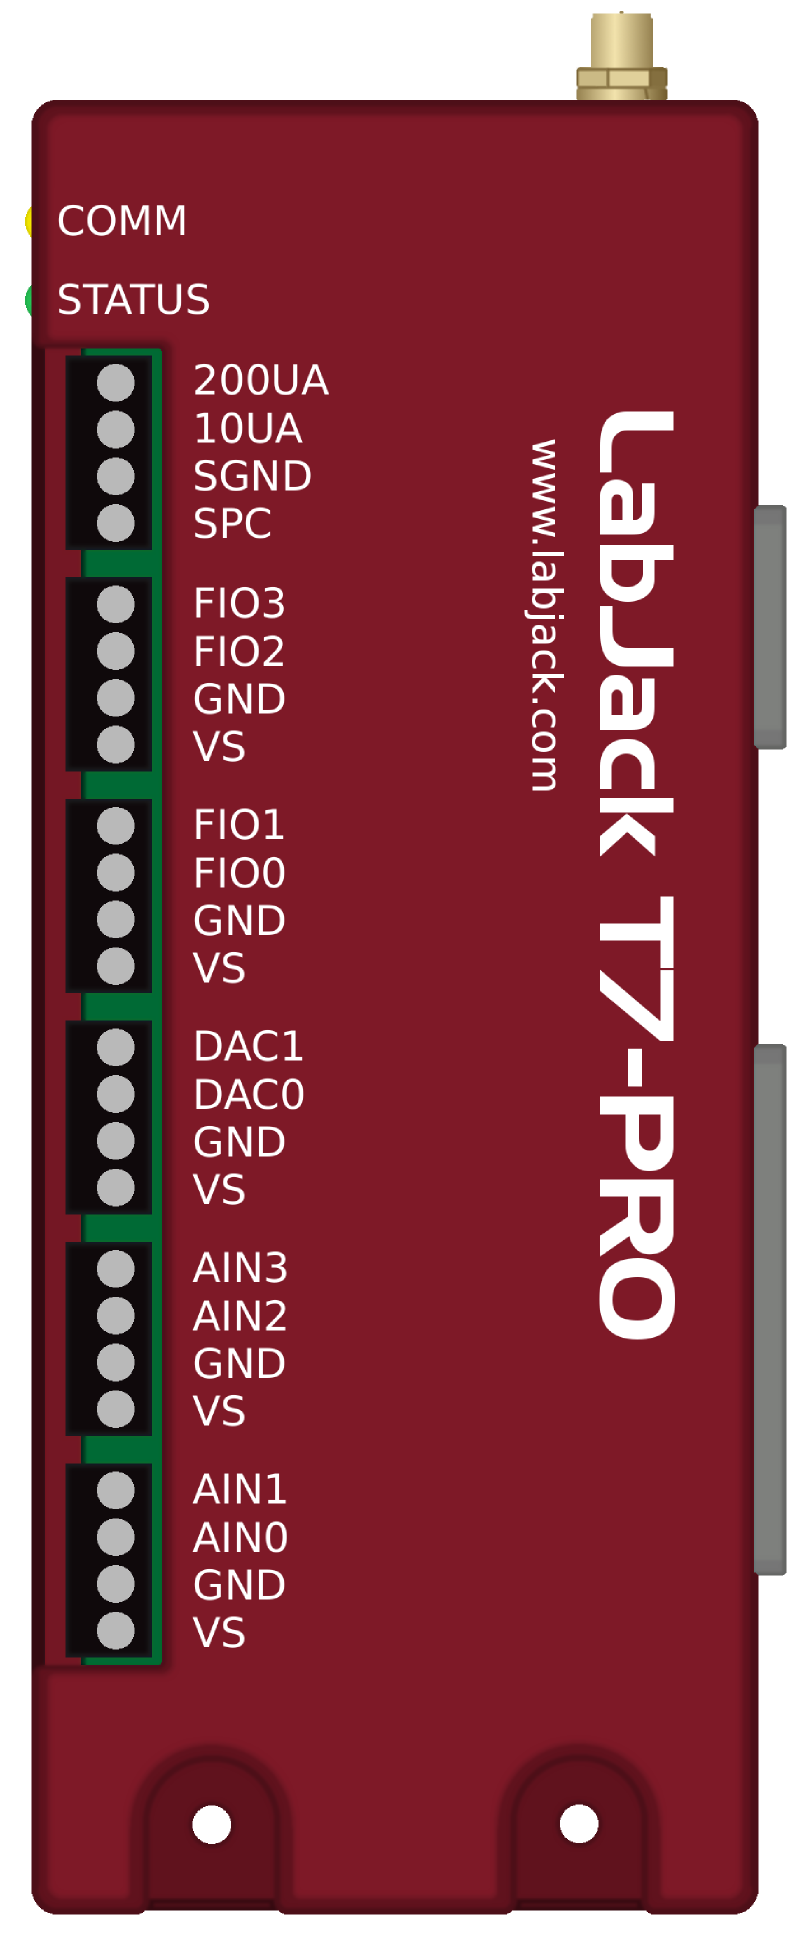 COMM
STATUS
200UA
10UA
SGND
SPC
FIO3
FIO2
GND
VS
FIO1
FIO0
GND
VS
DAC1
DAC0
GND
VS
AIN3
AIN2
GND
VS
AIN1
AIN0
GND
VS
LabJack T7-PRO
www.labjack.com